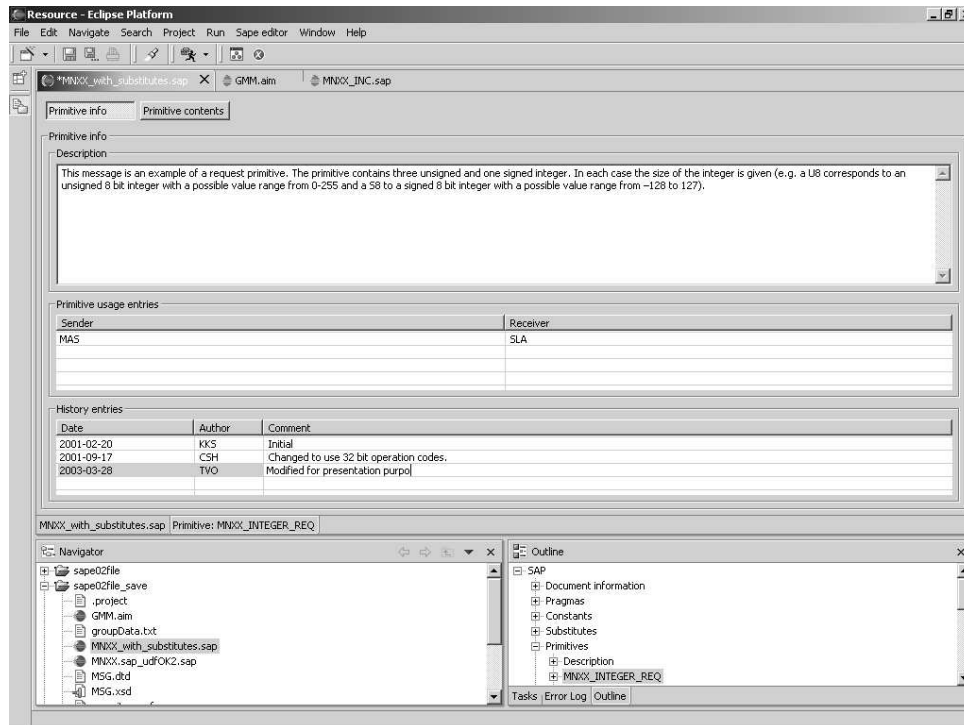 Resource - Eclipse Platform
File Edit Navigate Search Project Run Sape editor Window Help
*MNXX_with_substitutes.sap GMM.aim MNXX_INC.sap
Primitive info Primitive contents
Primitive info
Description
This message is an example of a request primitive. The primitive contains three unsigned and one signed integer. In each case the size of the integer is given (e.g. a U8 corresponds to an
unsigned 8 bit integer with a possible value range from 0-255 and a S8 to a signed 8 bit integer with a possible value range from –128 to 127).
Primitive usage entries
Sender Receiver
MAS SLA
History entries
Date Author Comment
2001-02-20 KKS Initial
2001-09-17 CSH Changed to use 32 bit operation codes.
2003-03-28 TVO Modified for presentation purpo
MNXX_with_substitutes.sap Primitive: MNXX_INTEGER_REQ
Navigator
sape02file
sape02file_save
.project
GMM.aim
groupData.txt
MNXX_with_substitutes.sap
MNXX.sap_udfOK2.sap
MSG.dtd
MSG.xsd
Outline
SAP
Document information
Pragmas
Constants
Substitutes
Primitives
Description
MNXX_INTEGER_REQ
Tasks Error Log Outline